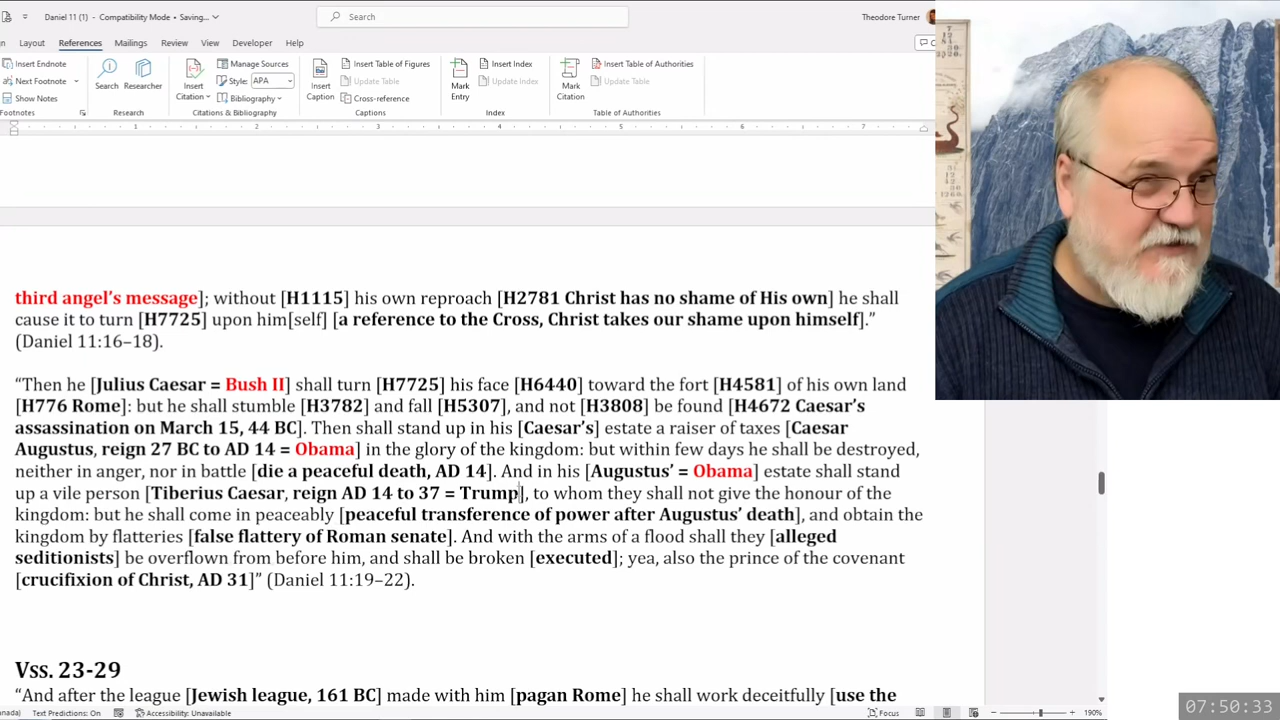 Daniel 11 (1) - Compatibility Mode • Saving...
Search
Theodore Turner
Layout References Mailings Review View Developer Help
Insert Endnote
Next Footnote
Show Notes
Footnotes
Search
Researcher
Research
Insert Citation
Manage Sources
Style: APA
Bibliography
Citations & Bibliography
Insert Caption
Insert Table of Figures
Update Table
Cross-reference
Captions
Mark Entry
Insert Index
Update Index
Index
Mark Citation
Insert Table of Authorities
Update Table
Table of Authorities
1 2 3 4 5 6 7
third angel's message]; without [H1115] his own reproach [H2781 Christ has no shame of His own] he shall
cause it to turn [H7725] upon him[self] [a reference to the Cross, Christ takes our shame upon himself]."
(Daniel 11:16–18).
"Then he [Julius Caesar = Bush II] shall turn [H7725] his face [H6440] toward the fort [H4581] of his own land
[H776 Rome]: but he shall stumble [H3782] and fall [H5307], and not [H3808] be found [H4672 Caesar's
assassination on March 15, 44 BC]. Then shall stand up in his [Caesar's] estate a raiser of taxes [Caesar
Augustus, reign 27 BC to AD 14 = Obama] in the glory of the kingdom: but within few days he shall be destroyed,
neither in anger, nor in battle [die a peaceful death, AD 14]. And in his [Augustus' = Obama] estate shall stand
up a vile person [Tiberius Caesar, reign AD 14 to 37 = Trump], to whom they shall not give the honour of the
kingdom: but he shall come in peaceably [peaceful transference of power after Augustus' death], and obtain the
kingdom by flatteries [false flattery of Roman senate]. And with the arms of a flood shall they [alleged
seditionists] be overflown from before him, and shall be broken [executed]; yea, also the prince of the covenant
[crucifixion of Christ, AD 31]" (Daniel 11:19–22).
Vss. 23-29
"And after the league [Jewish league, 161 BC] made with him [pagan Rome] he shall work deceitfully [use the
anada) Text Predictions: On Accessibility: Unavailable Focus 190%
07:50:33